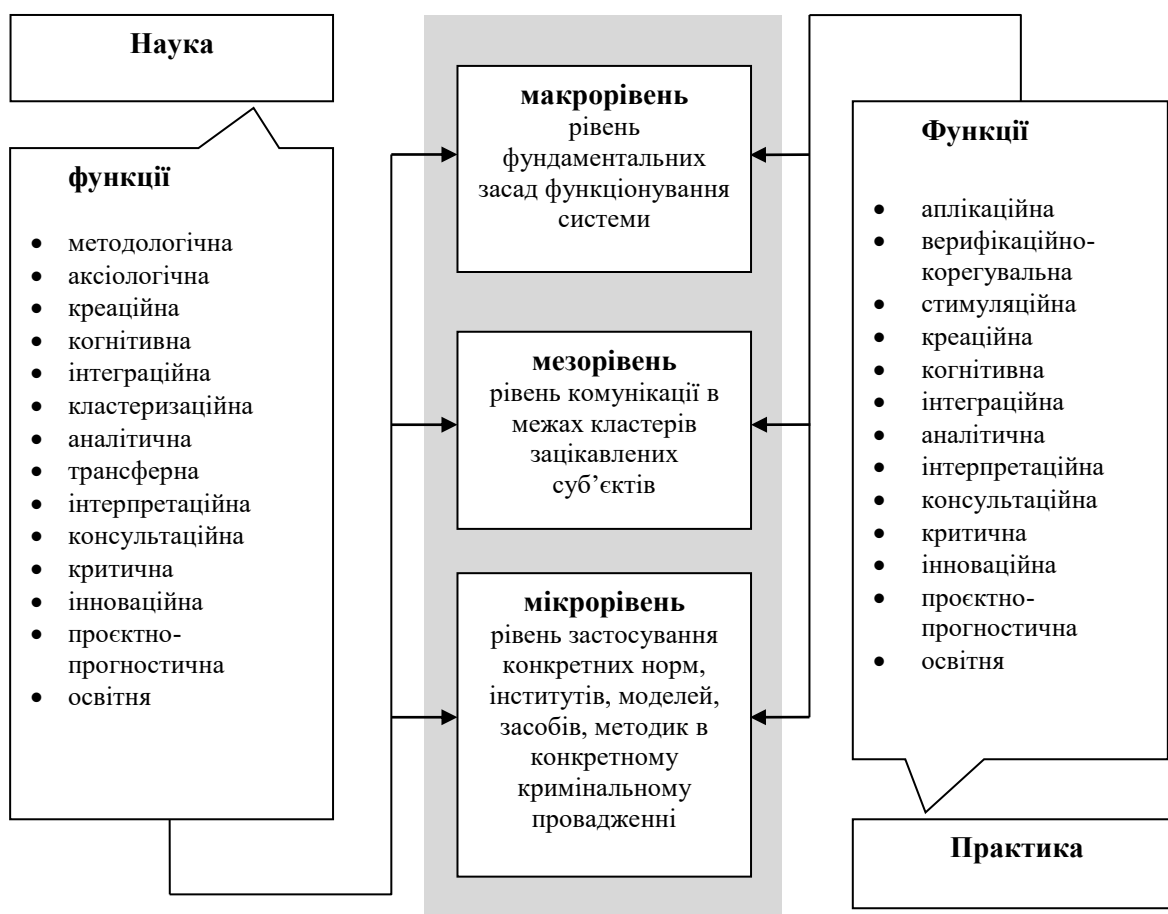 Наука
функції
• методологічна
• аксіологічна
• креаційна
• когнітивна
• інтеграційна
• кластеризаційна
• аналітична
• трансферна
• інтерпретаційна
• консультаційна
• критична
• інноваційна
• проєктно-
прогностична
• освітня
макрорівень
рівень
фундаментальних
засад функціонування
системи
мезорівень
рівень комунікації в
межах кластерів
зацікавлених
суб’єктів
мікрорівень
рівень застосування
конкретних норм,
інститутів, моделей,
засобів, методик в
конкретному
кримінальному
провадженні
Функції
• аплікаційна
• верифікаційно-
корегувальна
• стимуляційна
• креаційна
• когнітивна
• інтеграційна
• аналітична
• інтерпретаційна
• консультаційна
• критична
• інноваційна
• проєктно-
прогностична
• освітня
Практика